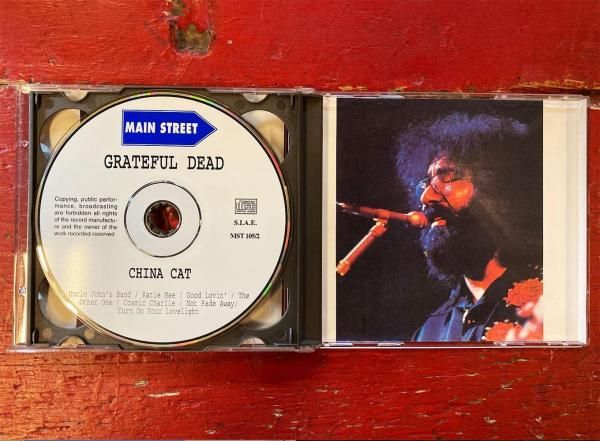 MAIN STREET
GRATEFUL DEAD
Copying, public perfor-
mance, broadcasting
are forbidden all rights
of the record manufactu-
re and the owner of the
work recorded reserved
S.I.A.E.
MST 105/2
CHINA CAT
Uncle John's Band / Katie Mae / Good Lovin' / The
Other One / Cosmic Charlie / Not Fade Away/
Turn On Your Lovelight